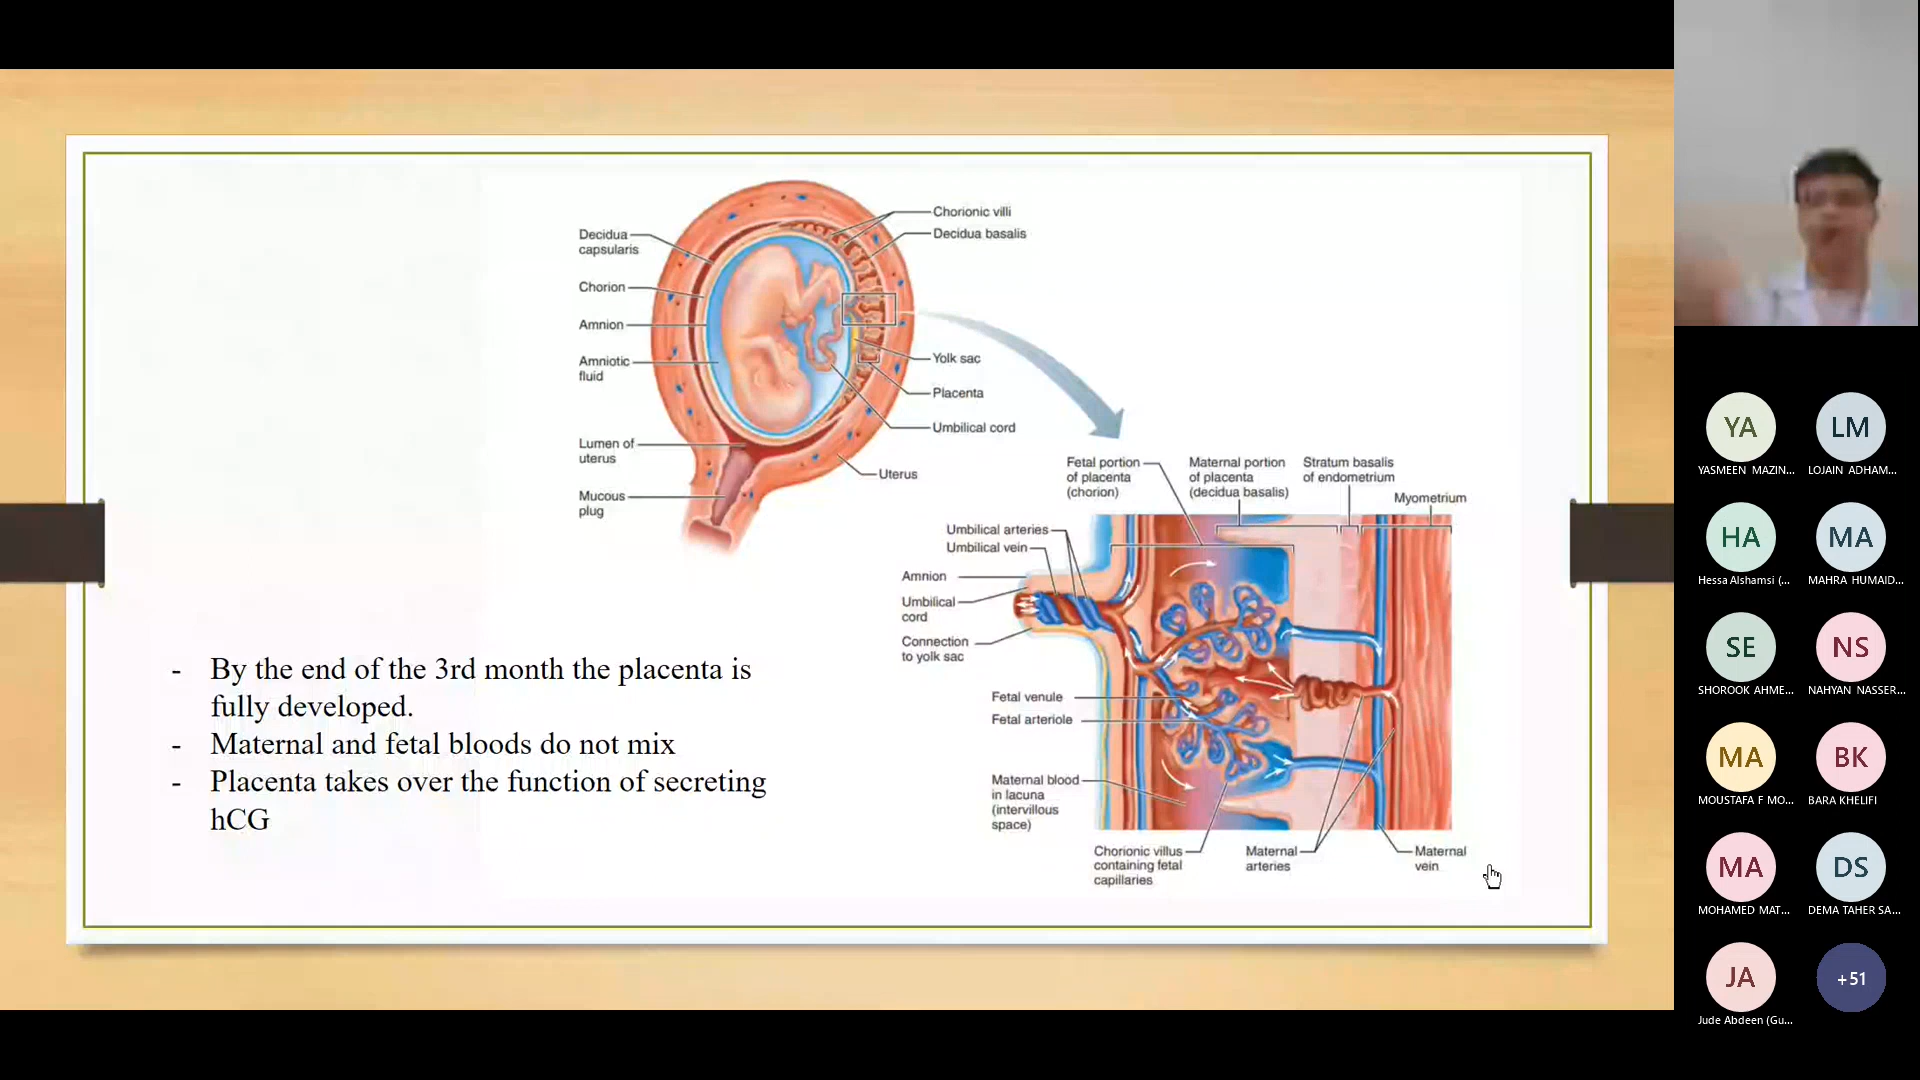 Chorionic villi
Decidua basalis
Decidua
capsularis
Chorion
Amnion
Amniotic
fluid
Yolk sac
Placenta
Umbilical cord
Lumen of
uterus
Uterus
Mucous
plug
Fetal portion
of placenta
(chorion)
Maternal portion
of placenta
(decidua basalis)
Stratum basalis
of endometrium
Myometrium
Umbilical arteries
Umbilical vein
Amnion
Umbilical
cord
Connection
to yolk sac
Fetal venule
Fetal arteriole
Maternal blood
in lacuna
(intervillous
space)
Chorionic villus
containing fetal
capillaries
Maternal
arteries
Maternal
vein
- By the end of the 3rd month the placenta is
fully developed.
- Maternal and fetal bloods do not mix
- Placenta takes over the function of secreting
hCG
YA
YASMEEN MAZIN...
LM
LOJAIN ADHAM...
HA
Hessa Alshamsi (...
MA
MAHRA HUMAID...
SE
SHOROOK AHME...
NS
NAHYAN NASSER...
MA
MOUSTAFA F MO...
BK
BARA KHELIFI
MA
MOHAMED MAT...
DS
DEMA TAHER SA...
JA
Jude Abdeen (Gu...
+51